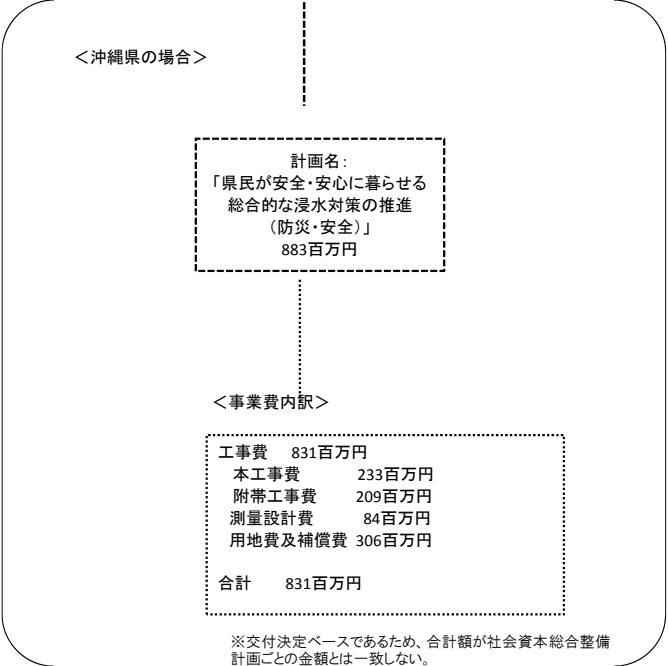 ＜沖縄県の場合＞
計画名：
「県民が安全・安心に暮らせる
総合的な浸水対策の推進
（防災・安全）」
883百万円
＜事業費内訳＞
工事費 831百万円
本工事費 233百万円
附帯工事費 209百万円
測量設計費 84百万円
用地費及補償費 306百万円
合計 831百万円
※交付決定ベースであるため、合計額が社会資本総合整備
計画ごとの金額とは一致しない。